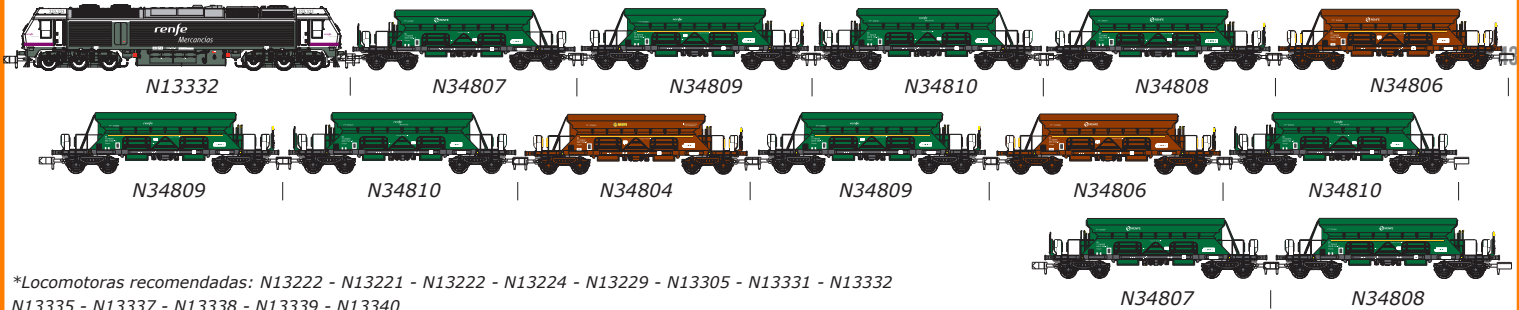 renfe
Mercancías
N13332 | N34807 | N34809 | N34810 | N34808 | N34806 |
N34809 | N34810 | N34804 | N34809 | N34806 | N34810 |
N34807 | N34808
*Locomotoras recomendadas: N13222 - N13221 - N13222 - N13224 - N13229 - N13305 - N13331 - N13332
N13335 - N13337 - N13338 - N13339 - N13340